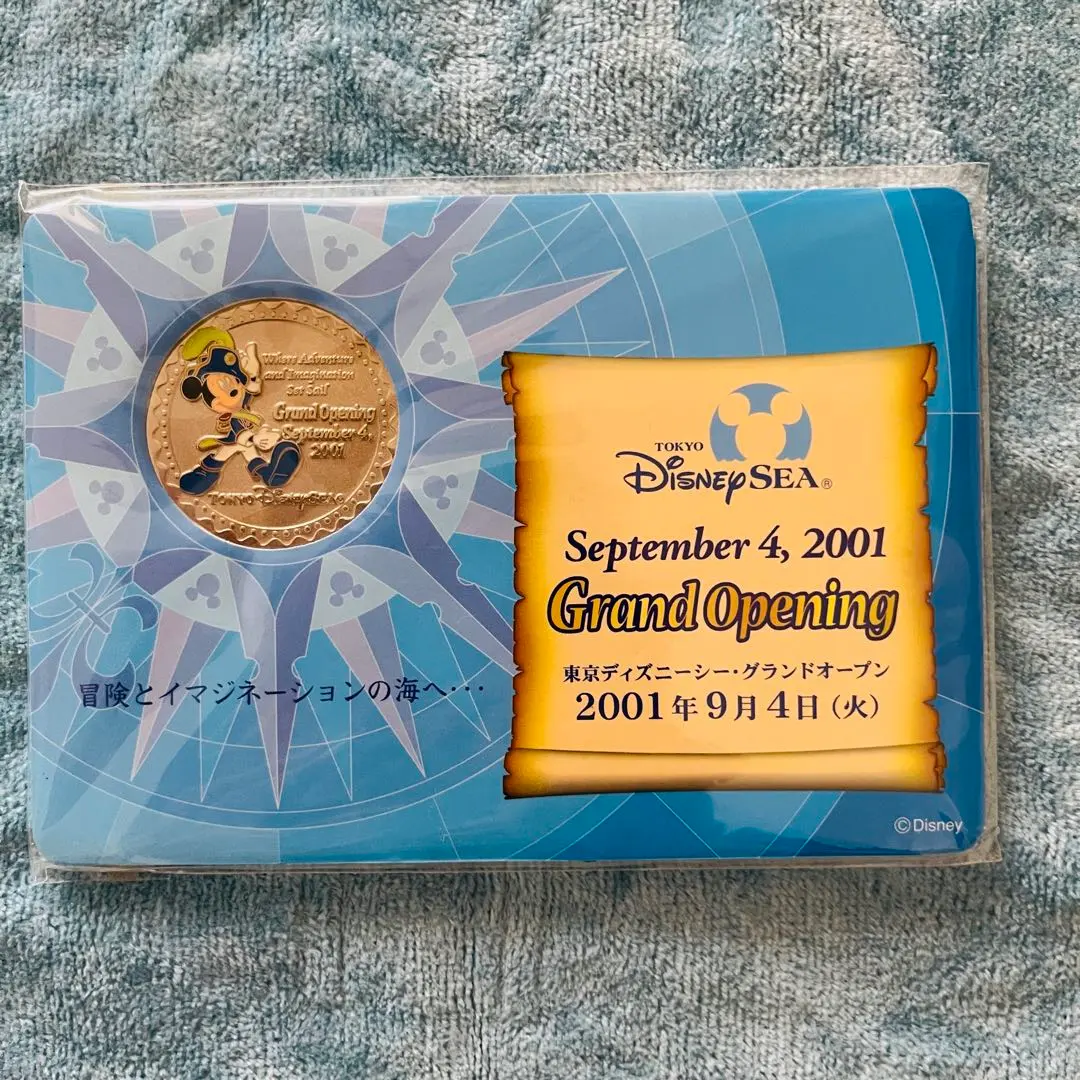 Where Adventure
and Imagination
Set Sail
Grand Opening
September 4,
2001
TOKYO DISNEYSEA®
冒険とイマジネーションの海へ・・・
TOKYO
DISNEYSEA®
September 4, 2001
Grand Opening
東京ディズニーシー・グランドオープン
2001年9月4日(火)
©Disney